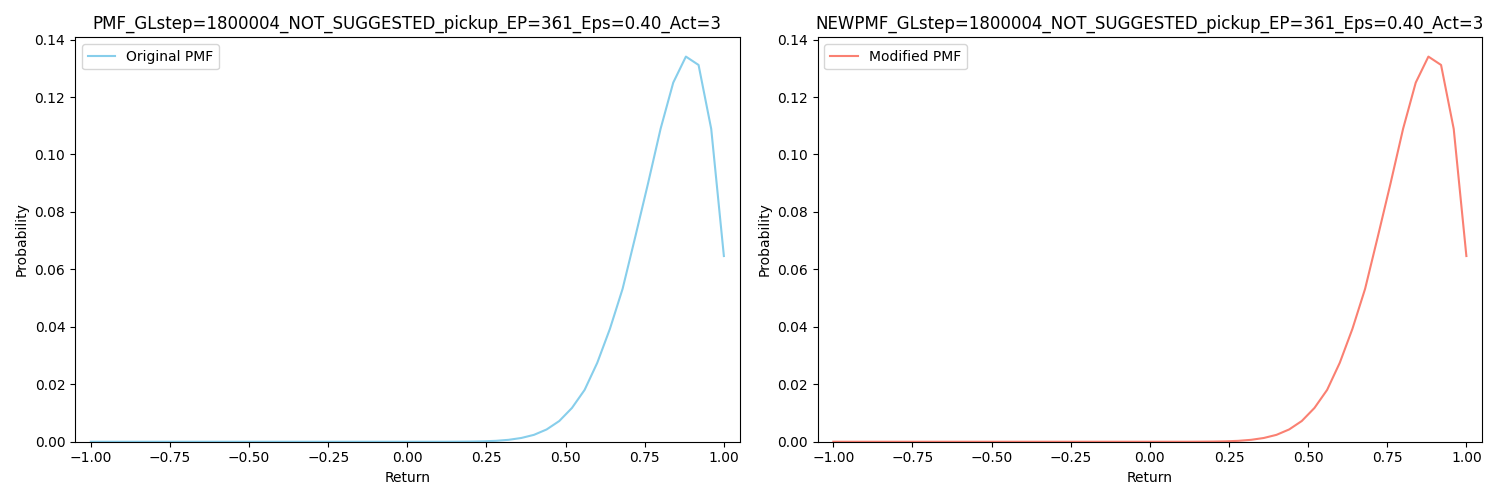 PMF_GLstep=1800004_NOT_SUGGESTED_pickup_EP=361_Eps=0.40_Act=3
Original PMF
0.14
0.12
0.10
0.08
0.06
0.04
0.02
0.00
Probability
−1.00 −0.75 −0.50 −0.25 0.00 0.25 0.50 0.75 1.00
Return
NEWPMF_GLstep=1800004_NOT_SUGGESTED_pickup_EP=361_Eps=0.40_Act=3
Modified PMF
0.14
0.12
0.10
0.08
0.06
0.04
0.02
0.00
Probability
−1.00 −0.75 −0.50 −0.25 0.00 0.25 0.50 0.75 1.00
Return